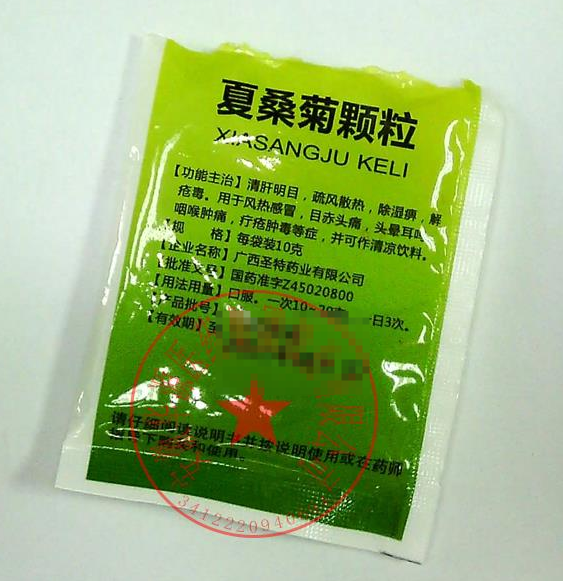 夏桑菊颗粒
XIASANGJU KELI
【功能主治】清肝明目，疏风散热，除湿痹，解
疮毒。用于风热感冒，目赤头痛，头晕耳鸣，
咽喉肿痛，疔疮肿毒等症，并可作清凉饮料。
【规 格】每袋装10克
【企业名称】广西圣特药业有限公司
【批准文号】国药准字Z45020800
【用法用量】口服。一次10-20 一日3次。
【产品批号】
【有效期】至
请仔细阅读说明书并按说明使用或在药师
指导下购买和使用。